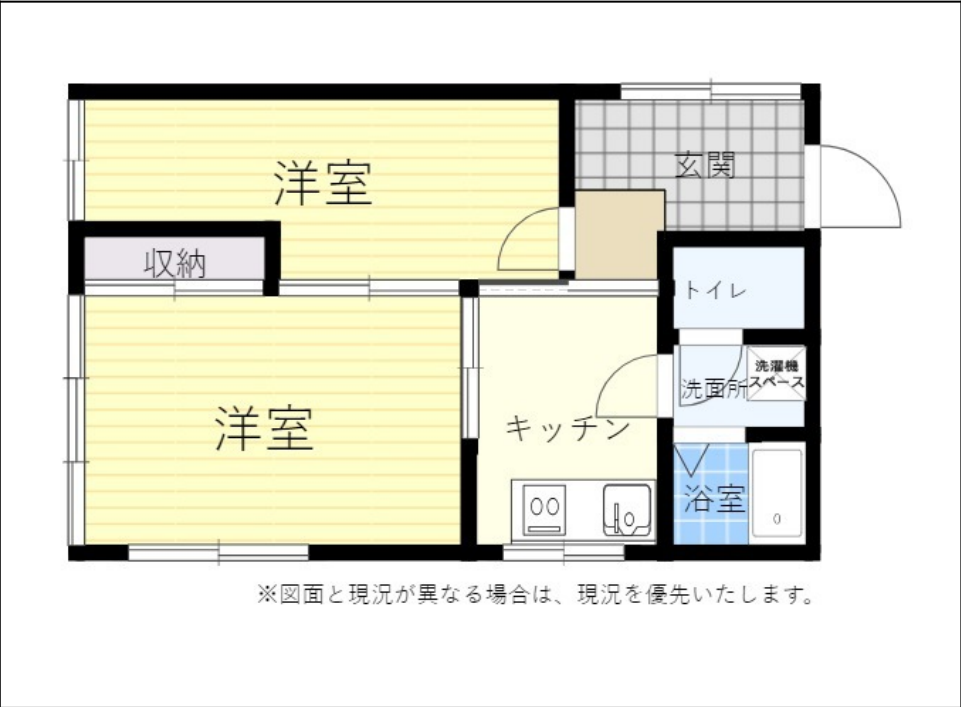 洋室
玄関
収納
トイレ
洗濯機
スペース
洗面所
洋室
キッチン
浴室
※図面と現況が異なる場合は、現況を優先いたします。